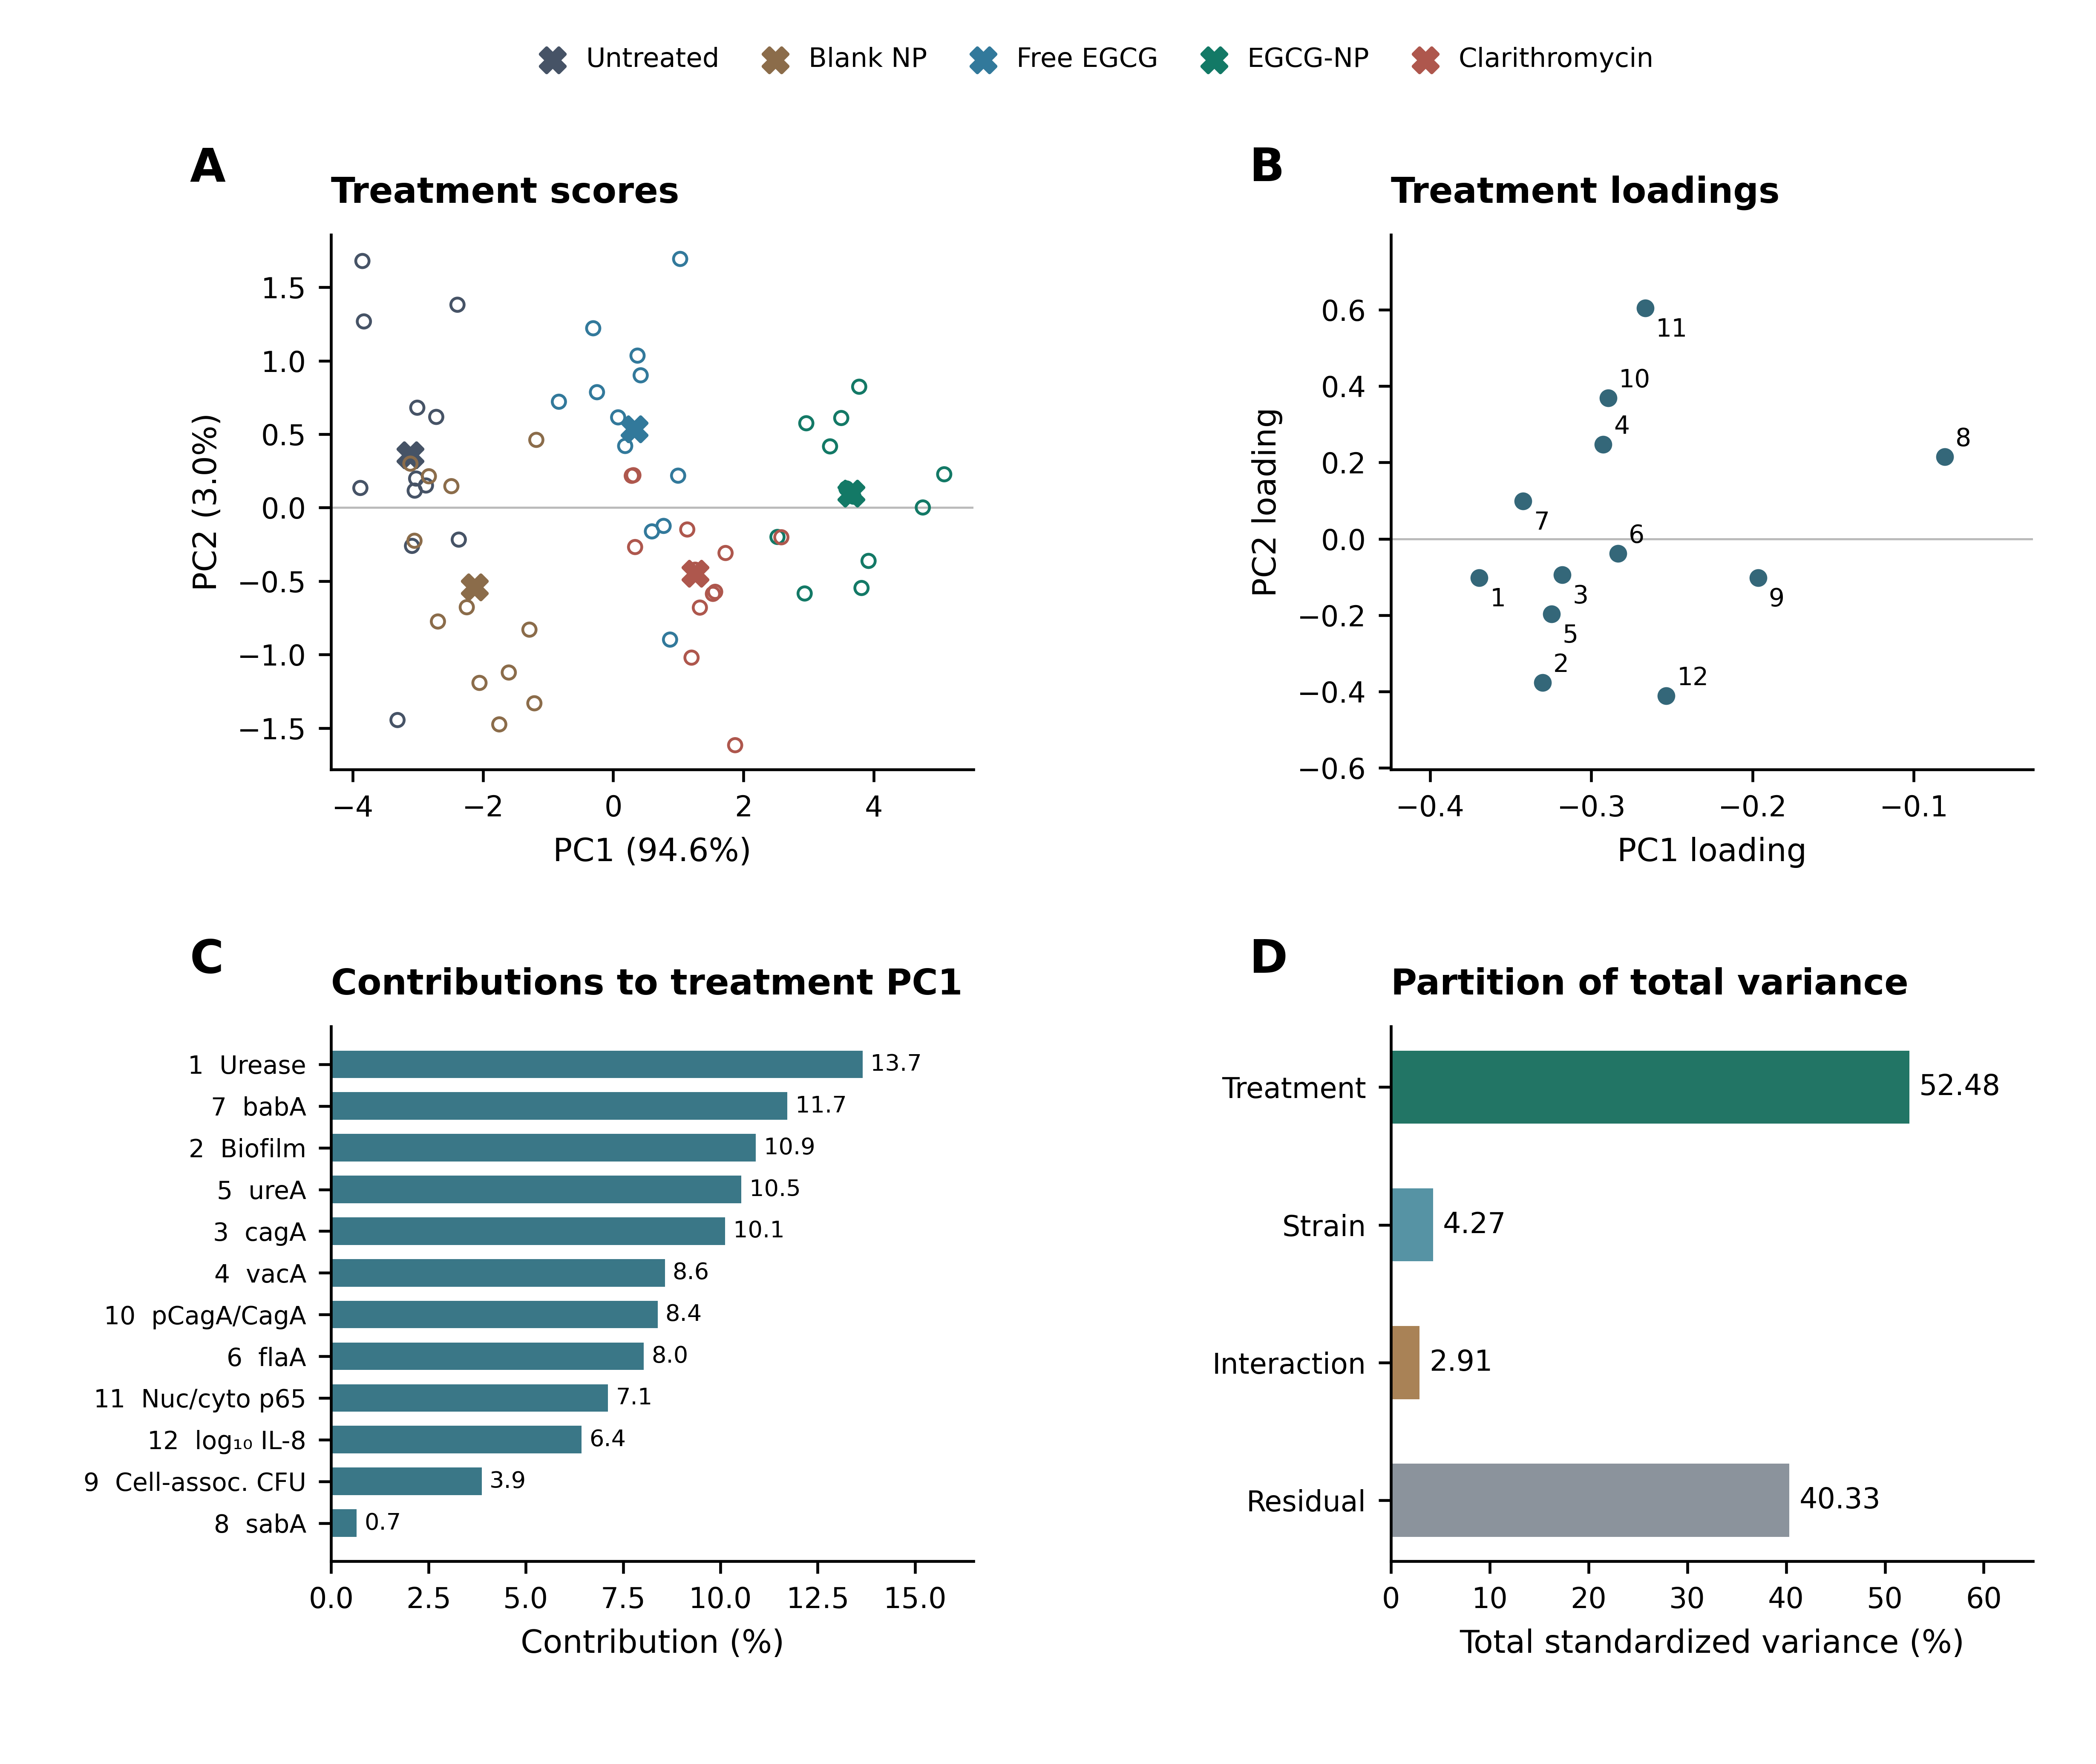 Untreated Blank NP Free EGCG EGCG-NP Clarithromycin
A
Treatment scores
1.5
1.0
0.5
0.0
−0.5
−1.0
−1.5
PC2 (3.0%)
−4 −2 0 2 4
PC1 (94.6%)
B
Treatment loadings
0.6
0.4
0.2
0.0
−0.2
−0.4
−0.6
PC2 loading
11
10
4
8
7
6
1
3
9
5
2
12
−0.4 −0.3 −0.2 −0.1
PC1 loading
C
Contributions to treatment PC1
1 Urease 13.7
7 babA 11.7
2 Biofilm 10.9
5 ureA 10.5
3 cagA 10.1
4 vacA 8.6
10 pCagA/CagA 8.4
6 flaA 8.0
11 Nuc/cyto p65 7.1
12 log₁₀ IL-8 6.4
9 Cell-assoc. CFU 3.9
8 sabA 0.7
0.0 2.5 5.0 7.5 10.0 12.5 15.0
Contribution (%)
D
Partition of total variance
Treatment 52.48
Strain 4.27
Interaction 2.91
Residual 40.33
0 10 20 30 40 50 60
Total standardized variance (%)